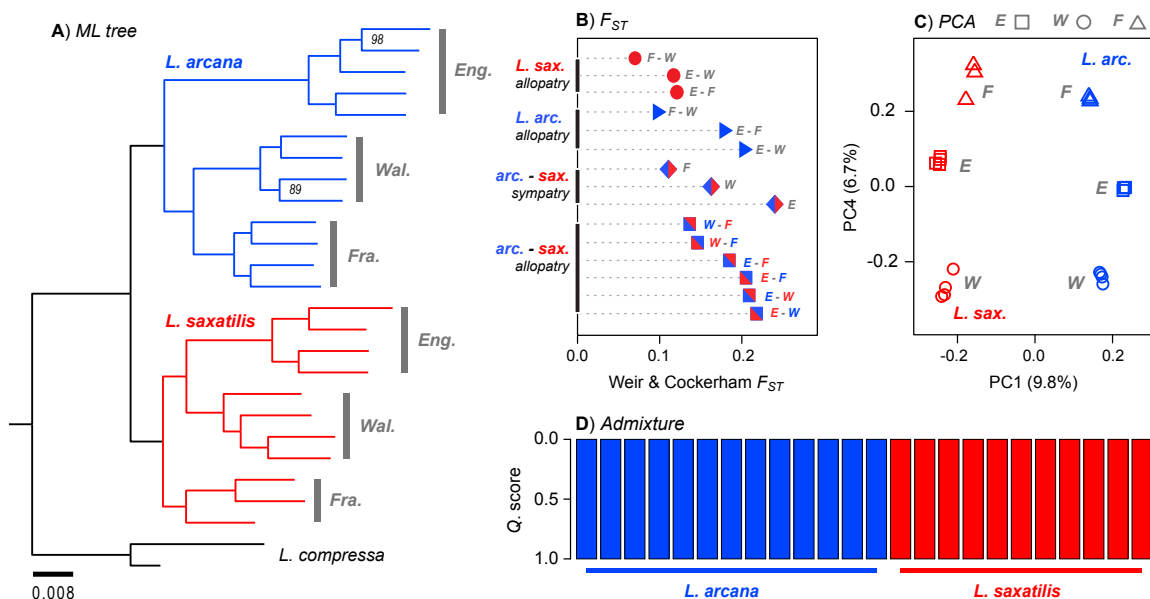 A) ML tree
L. arcana
98
Eng.
Wal.
89
Fra.
L. saxatilis
Eng.
Wal.
Fra.
L. compressa
0.008
B) FST
L. sax.
allopatry
F - W
E - W
E - F
L. arc.
allopatry
F - W
E - F
E - W
arc. - sax.
sympatry
F
W
E
arc. - sax.
allopatry
W - F
W - F
E - F
E - F
E - W
E - W
0.0 0.1 0.2
Weir & Cockerham FST
C) PCA E W F
L. arc.
F F
E E
W W
L. sax.
0.2
0.0
-0.2
PC4 (6.7%)
-0.2 0.0 0.2
PC1 (9.8%)
D) Admixture
0.0
0.5
1.0
Q. score
L. arcana L. saxatilis